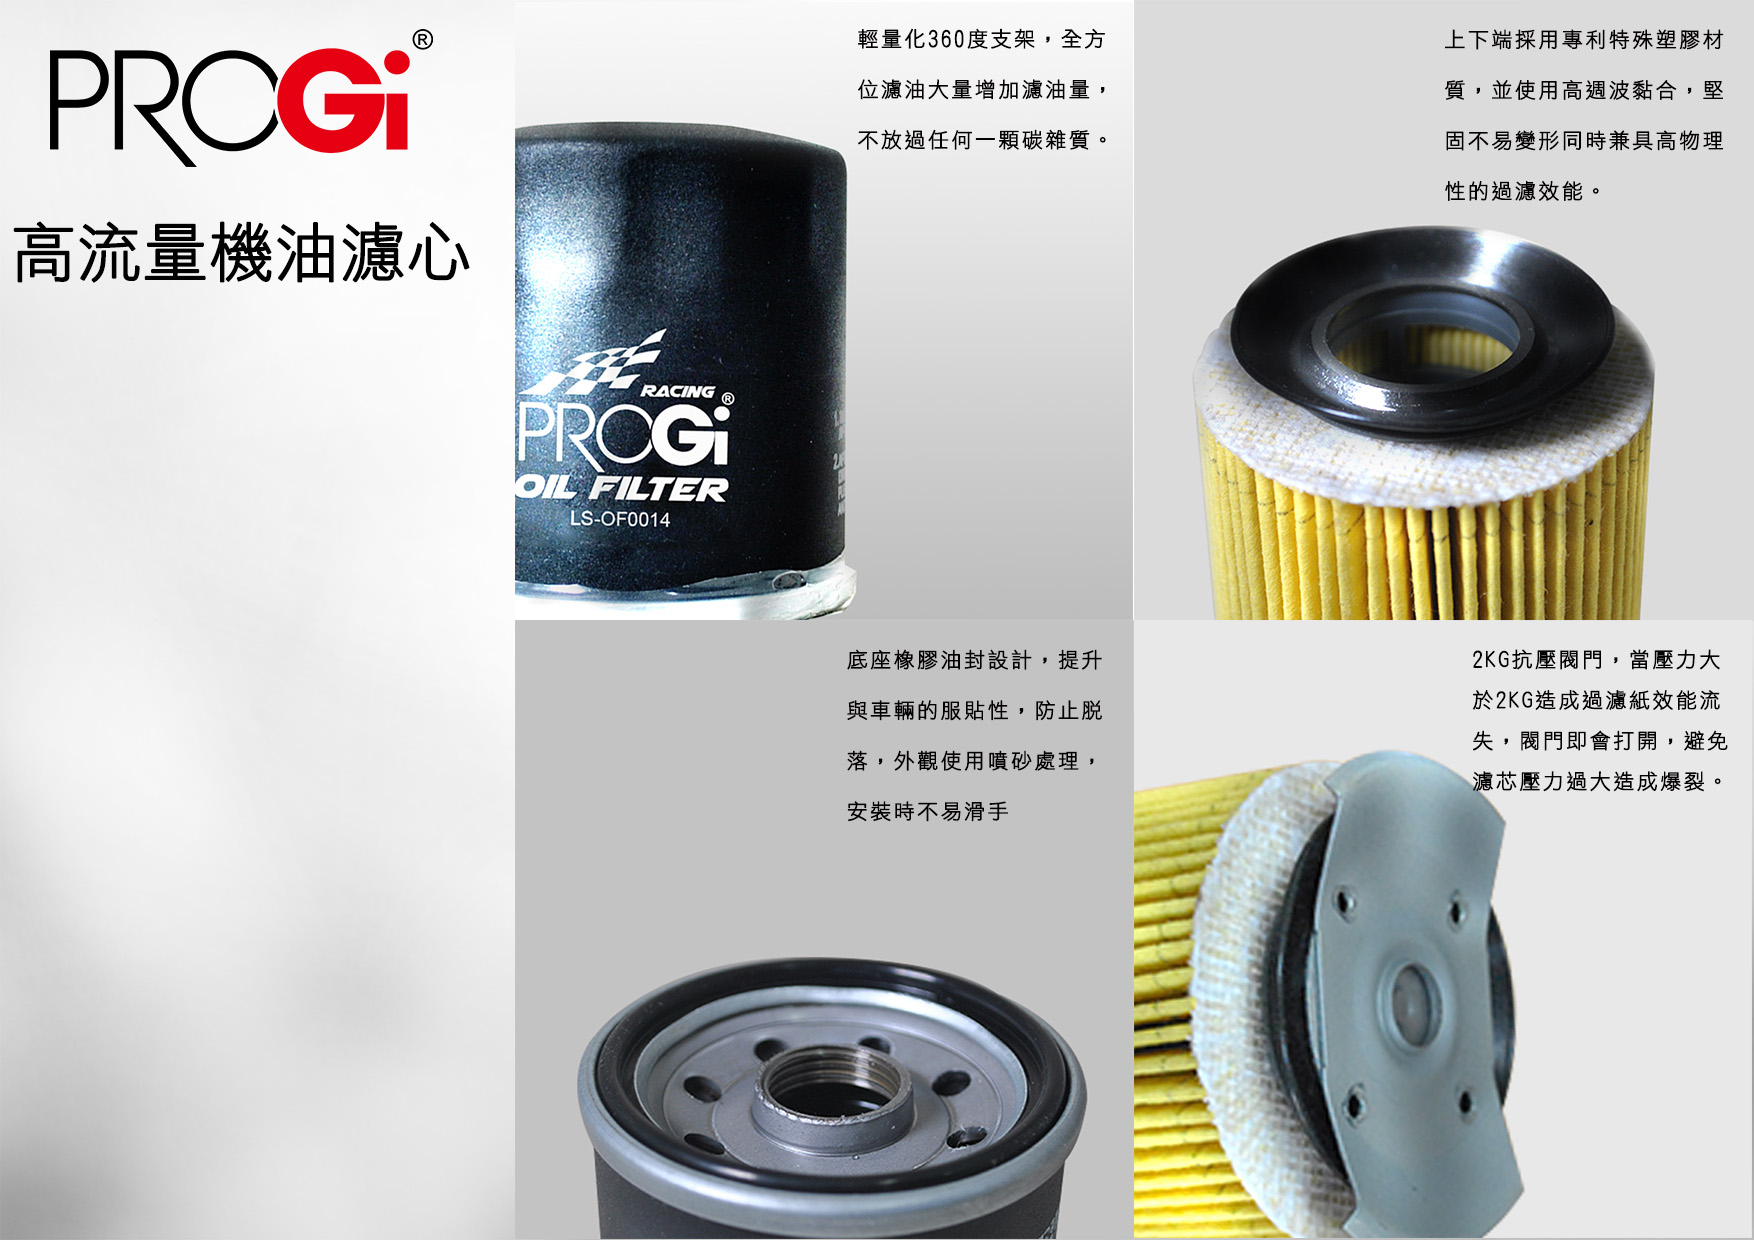 PROGi®
高流量機油濾心
輕量化360度支架，全方
位濾油大量增加濾油量，
不放過任何一顆碳雜質。
RACING
PROGi®
OIL FILTER
LS-OF0014
上下端採用專利特殊塑膠材
質，並使用高週波黏合，堅
固不易變形同時兼具高物理
性的過濾效能。
底座橡膠油封設計，提升
與車輛的服貼性，防止脫
落，外觀使用噴砂處理，
安裝時不易滑手
2KG抗壓閥門，當壓力大
於2KG造成過濾紙效能流
失，閥門即會打開，避免
濾芯壓力過大造成爆裂。